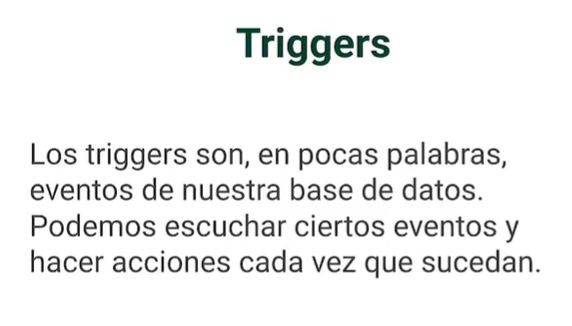 Triggers
Los triggers son, en pocas palabras,
eventos de nuestra base de datos.
Podemos escuchar ciertos eventos y
hacer acciones cada vez que sucedan.